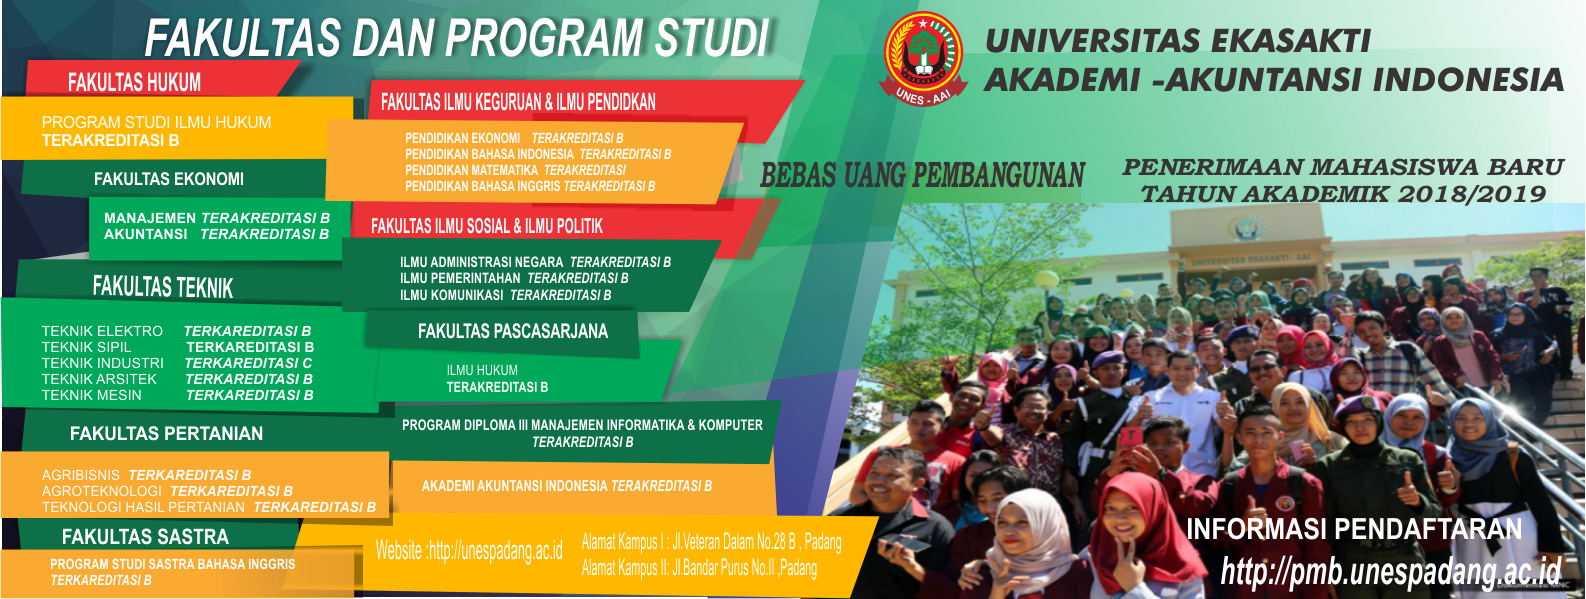 FAKULTAS DAN PROGRAM STUDI
FAKULTAS HUKUM
PROGRAM STUDI ILMU HUKUM
TERAKREDITASI B
FAKULTAS EKONOMI
MANAJEMEN TERAKREDITASI B
AKUNTANSI TERAKREDITASI B
FAKULTAS TEKNIK
TEKNIK ELEKTRO TERKAREDITASI B
TEKNIK SIPIL TERKAREDITASI B
TEKNIK INDUSTRI TERKAREDITASI C
TEKNIK ARSITEK TERKAREDITASI B
TEKNIK MESIN TERKAREDITASI B
FAKULTAS PERTANIAN
AGRIBISNIS TERKAREDITASI B
AGROTEKNOLOGI TERKAREDITASI B
TEKNOLOGI HASIL PERTANIAN TERKAREDITASI B
FAKULTAS SASTRA
PROGRAM STUDI SASTRA BAHASA INGGRIS
TERKAREDITASI B
FAKULTAS ILMU KEGURUAN & ILMU PENDIDKAN
PENDIDIKAN EKONOMI TERAKREDITASI B
PENDIDIKAN BAHASA INDONESIA TERAKREDITASI B
PENDIDIKAN MATEMATIKA TERAKREDITASI
PENDIDIKAN BAHASA INGGRIS TERAKREDITASI B
FAKULTAS ILMU SOSIAL & ILMU POLITIK
ILMU ADMINISTRASI NEGARA TERAKREDITASI B
ILMU PEMERINTAHAN TERAKREDITASI B
ILMU KOMUNIKASI TERAKREDITASI B
FAKULTAS PASCASARJANA
ILMU HUKUM
TERAKREDITASI B
PROGRAM DIPLOMA III MANAJEMEN INFORMATIKA & KOMPUTER
TERAKREDITASI B
AKADEMI AKUNTANSI INDONESIA TERAKREDITASI B
Website :http://unespadang.ac.id
Alamat Kampus I : Jl.Veteran Dalam No.28 B , Padang
Alamat Kampus II: Jl.Bandar Purus No.II ,Padang
UNES - AAI
UNIVERSITAS EKASAKTI
AKADEMI -AKUNTANSI INDONESIA
BEBAS UANG PEMBANGUNAN
PENERIMAAN MAHASISWA BARU
TAHUN AKADEMIK 2018/2019
UNIVERSITAS EKASAKTI - AAI
INFORMASI PENDAFTARAN
http://pmb.unespadang.ac.id